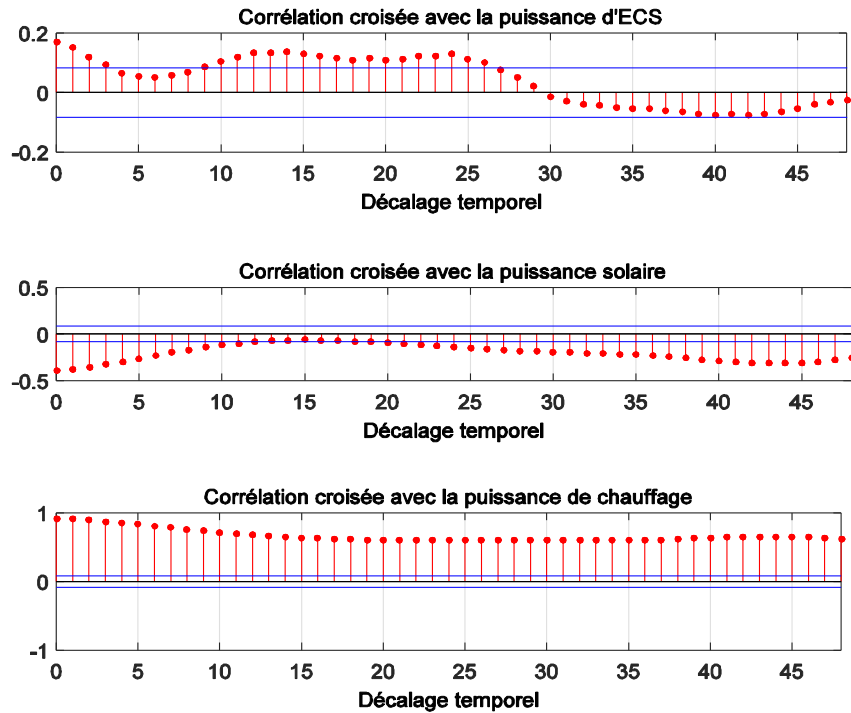 Corrélation croisée avec la puissance d'ECS
0.2
0
-0.2
0 5 10 15 20 25 30 35 40 45
Décalage temporel
Corrélation croisée avec la puissance solaire
0.5
0
-0.5
0 5 10 15 20 25 30 35 40 45
Décalage temporel
Corrélation croisée avec la puissance de chauffage
1
0
-1
0 5 10 15 20 25 30 35 40 45
Décalage temporel